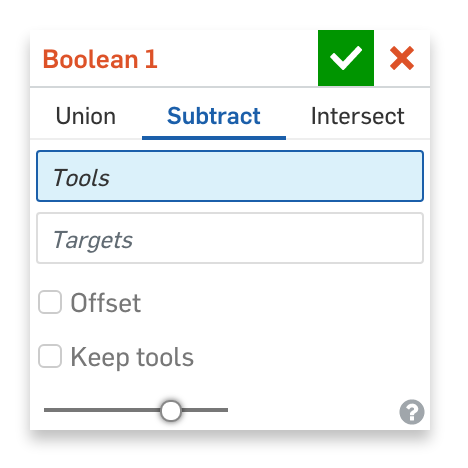 Boolean 1
Union Subtract Intersect
Tools
Targets
Offset
Keep tools
?